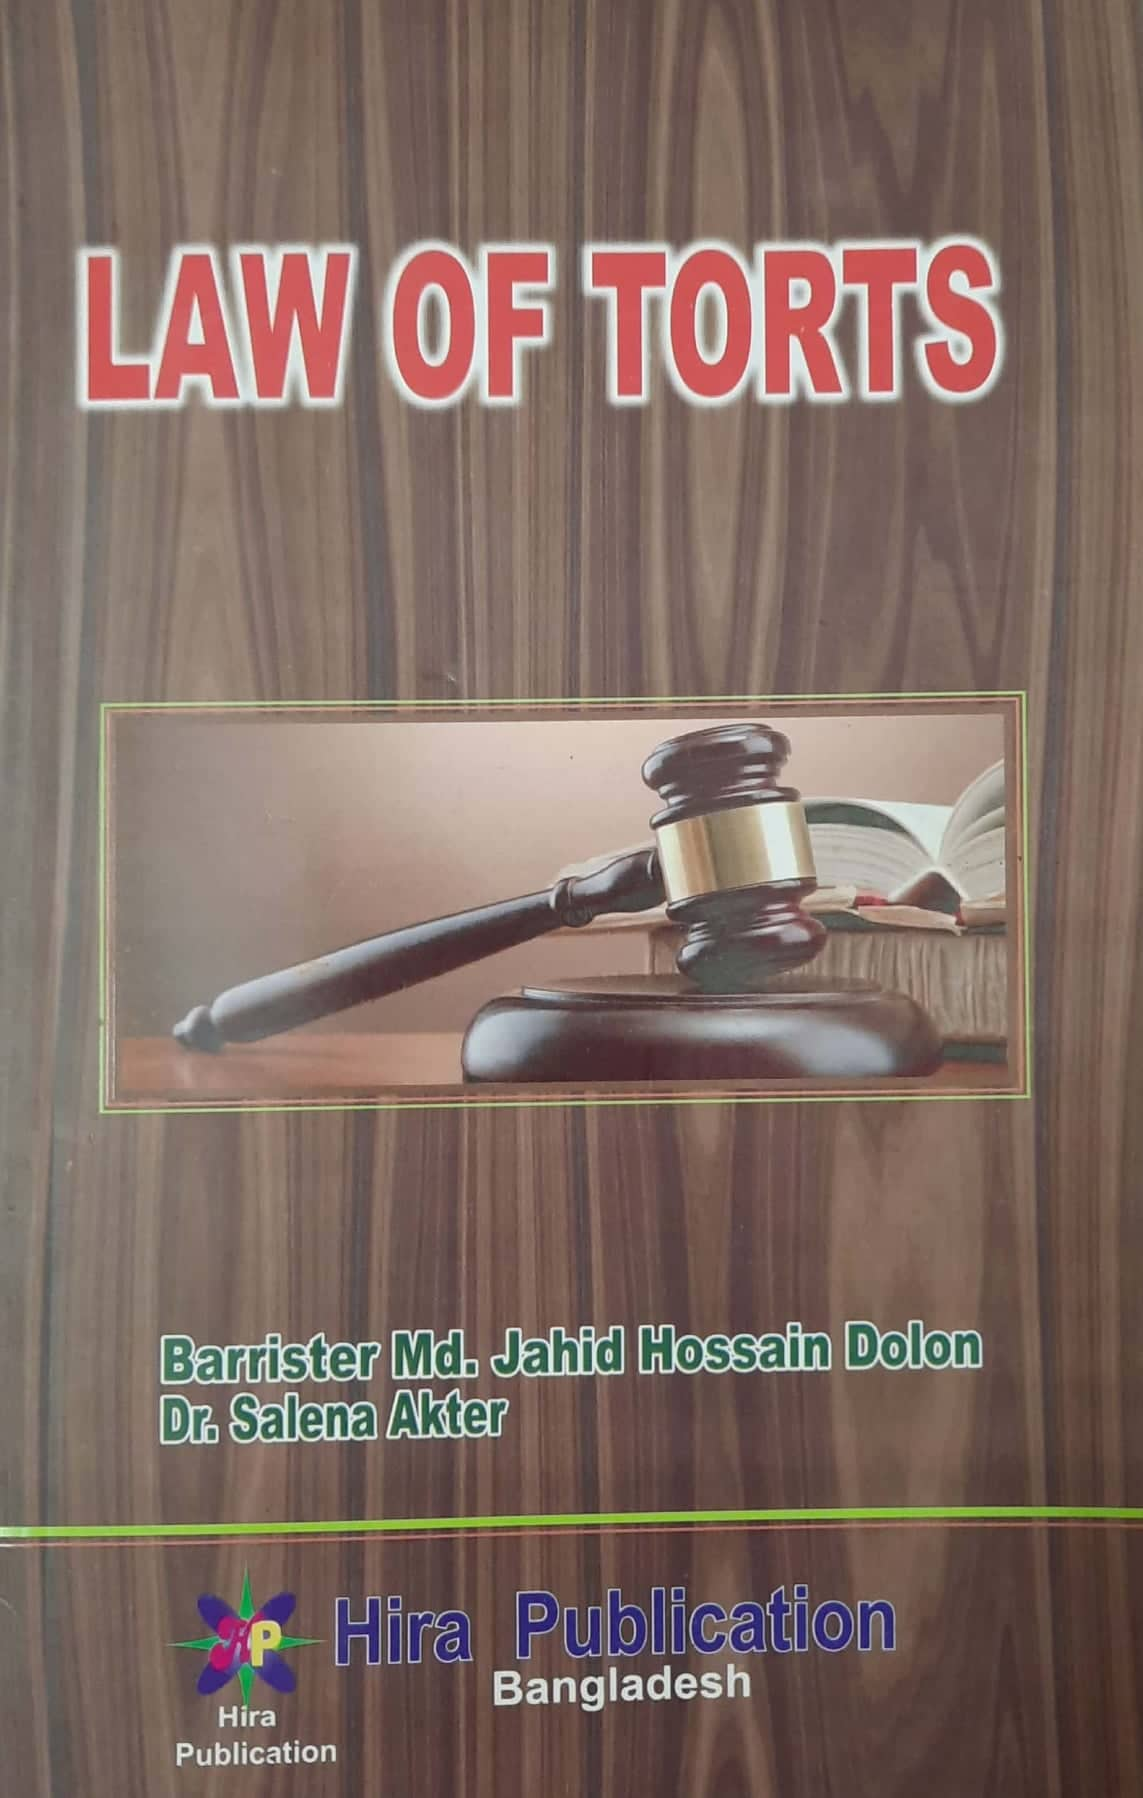 LAW OF TORTS
Barrister Md. Jahid Hossain Dolon
Dr. Salena Akter
HP
Hira Publication
Bangladesh
Hira
Publication